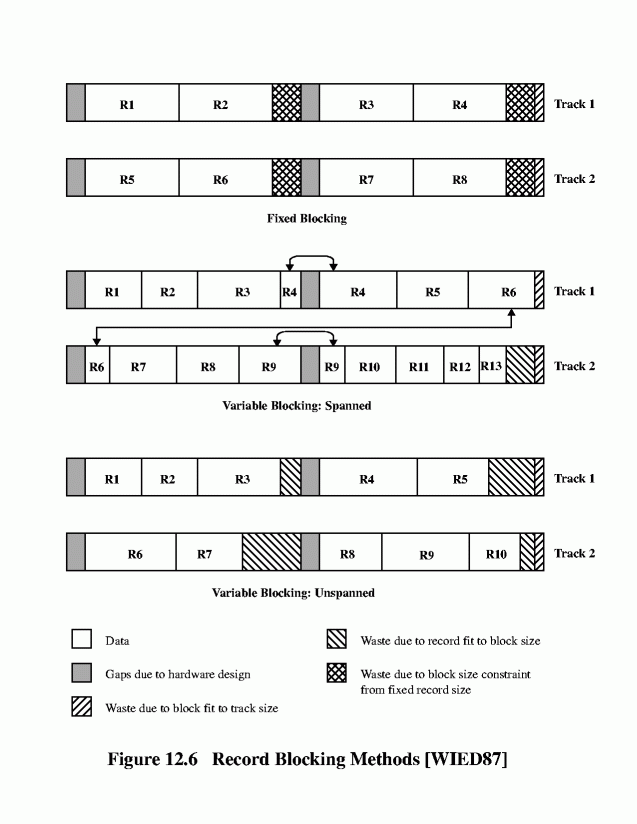 R1 R2 R3 R4 Track 1
R5 R6 R7 R8 Track 2
Fixed Blocking
R1 R2 R3 R4 R4 R5 R6 Track 1
R6 R7 R8 R9 R9 R10 R11 R12 R13 Track 2
Variable Blocking: Spanned
R1 R2 R3 R4 R5 Track 1
R6 R7 R8 R9 R10 Track 2
Variable Blocking: Unspanned
Data
Gaps due to hardware design
Waste due to block fit to track size
Waste due to record fit to block size
Waste due to block size constraint
from fixed record size
Figure 12.6 Record Blocking Methods [WIED87]